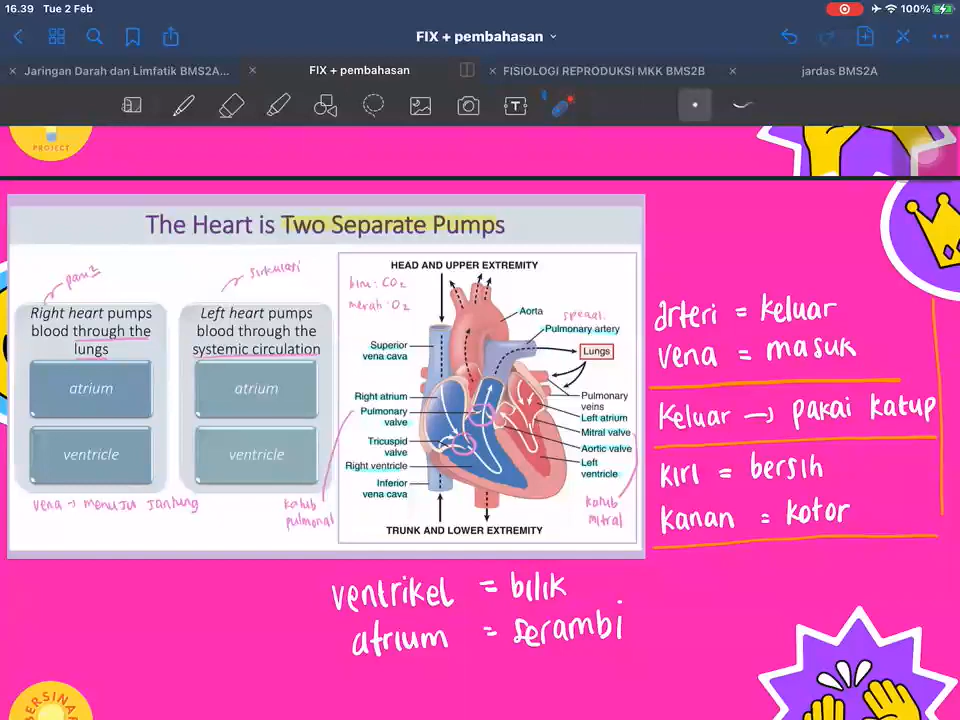 16.39 Tue 2 Feb
100%
FIX + pembahasan
Jaringan Darah dan Limfatik BMS2A...
FIX + pembahasan
FISIOLOGI REPRODUKSI MKK BMS2B
jardas BMS2A
T
PROJECT
The Heart is Two Separate Pumps
paru2
Right heart pumps
blood through the
lungs
atrium
ventricle
vena → menuju jantung
sirkulasi
Left heart pumps
blood through the
systemic circulation
atrium
ventricle
katub
pulmonal
HEAD AND UPPER EXTREMITY
biru : CO2
merah : O2
Superior
vena cava
Right atrium
Pulmonary
valve
Tricuspid
valve
Right ventricle
Inferior
vena cava
Aorta
spesial
Pulmonary artery
Lungs
Pulmonary
veins
Left atrium
Mitral valve
Aortic valve
Left
ventricle
katub
mitral
TRUNK AND LOWER EXTREMITY
arteri = keluar
vena = masuk
Keluar → pakai katup
kiri = bersih
kanan = kotor
ventrikel = bilik
atrium = serambi
BERSINAR